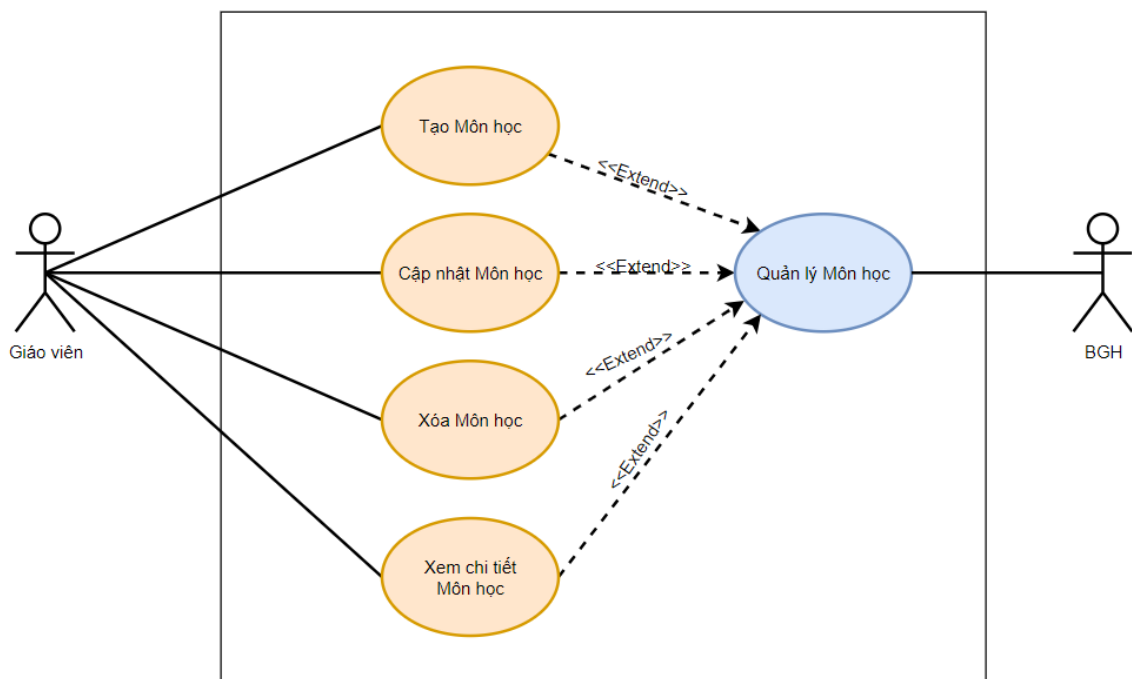 Tạo Môn học
<<Extend>>
Cập nhật Môn học
<<Extend>>
Quản lý Môn học
Giáo viên
BGH
<<Extend>>
Xóa Môn học
<<Extend>>
Xem chi tiết
Môn học